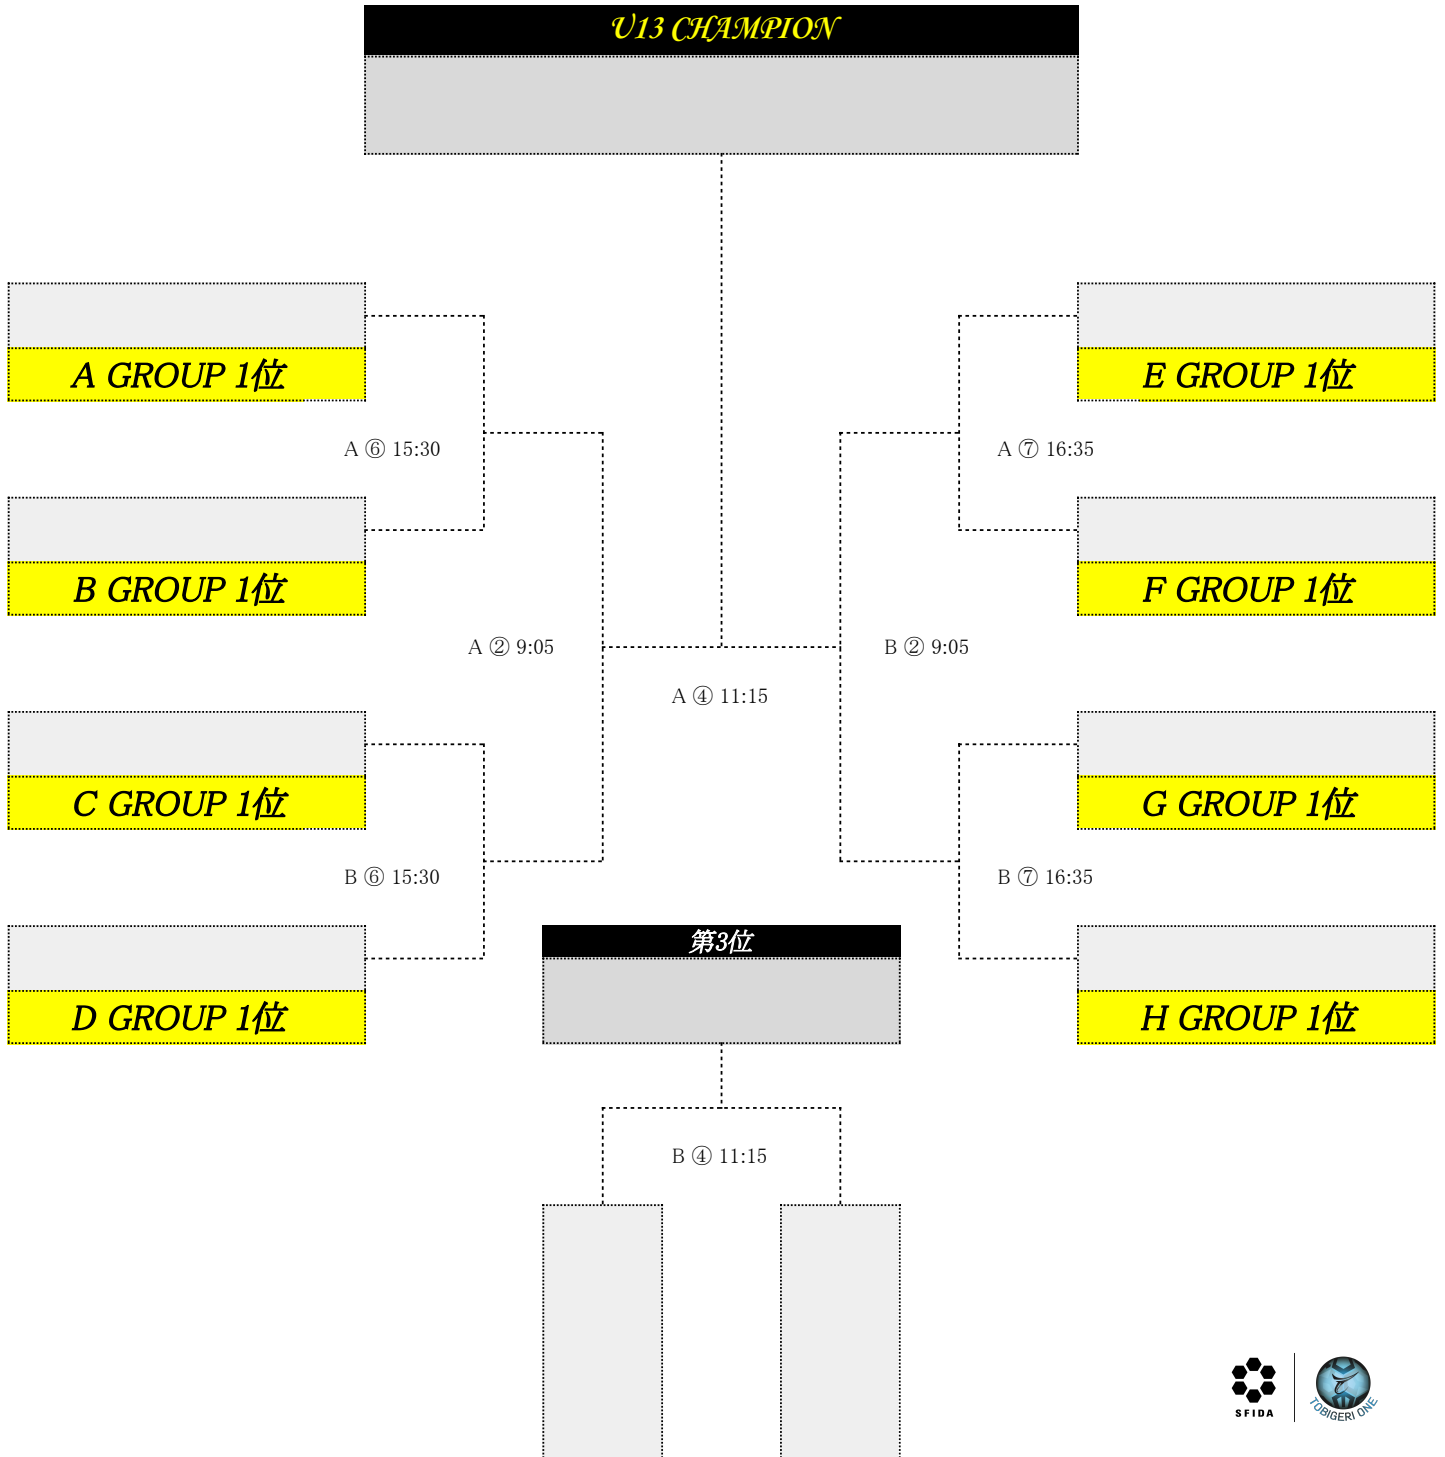 U13 CHAMPION
A GROUP 1位
E GROUP 1位
A ⑥ 15:30
A ⑦ 16:35
B GROUP 1位
F GROUP 1位
A ② 9:05
B ② 9:05
A ④ 11:15
C GROUP 1位
G GROUP 1位
B ⑥ 15:30
B ⑦ 16:35
第3位
D GROUP 1位
H GROUP 1位
B ④ 11:15
SFIDA
TOBIGERI ONE